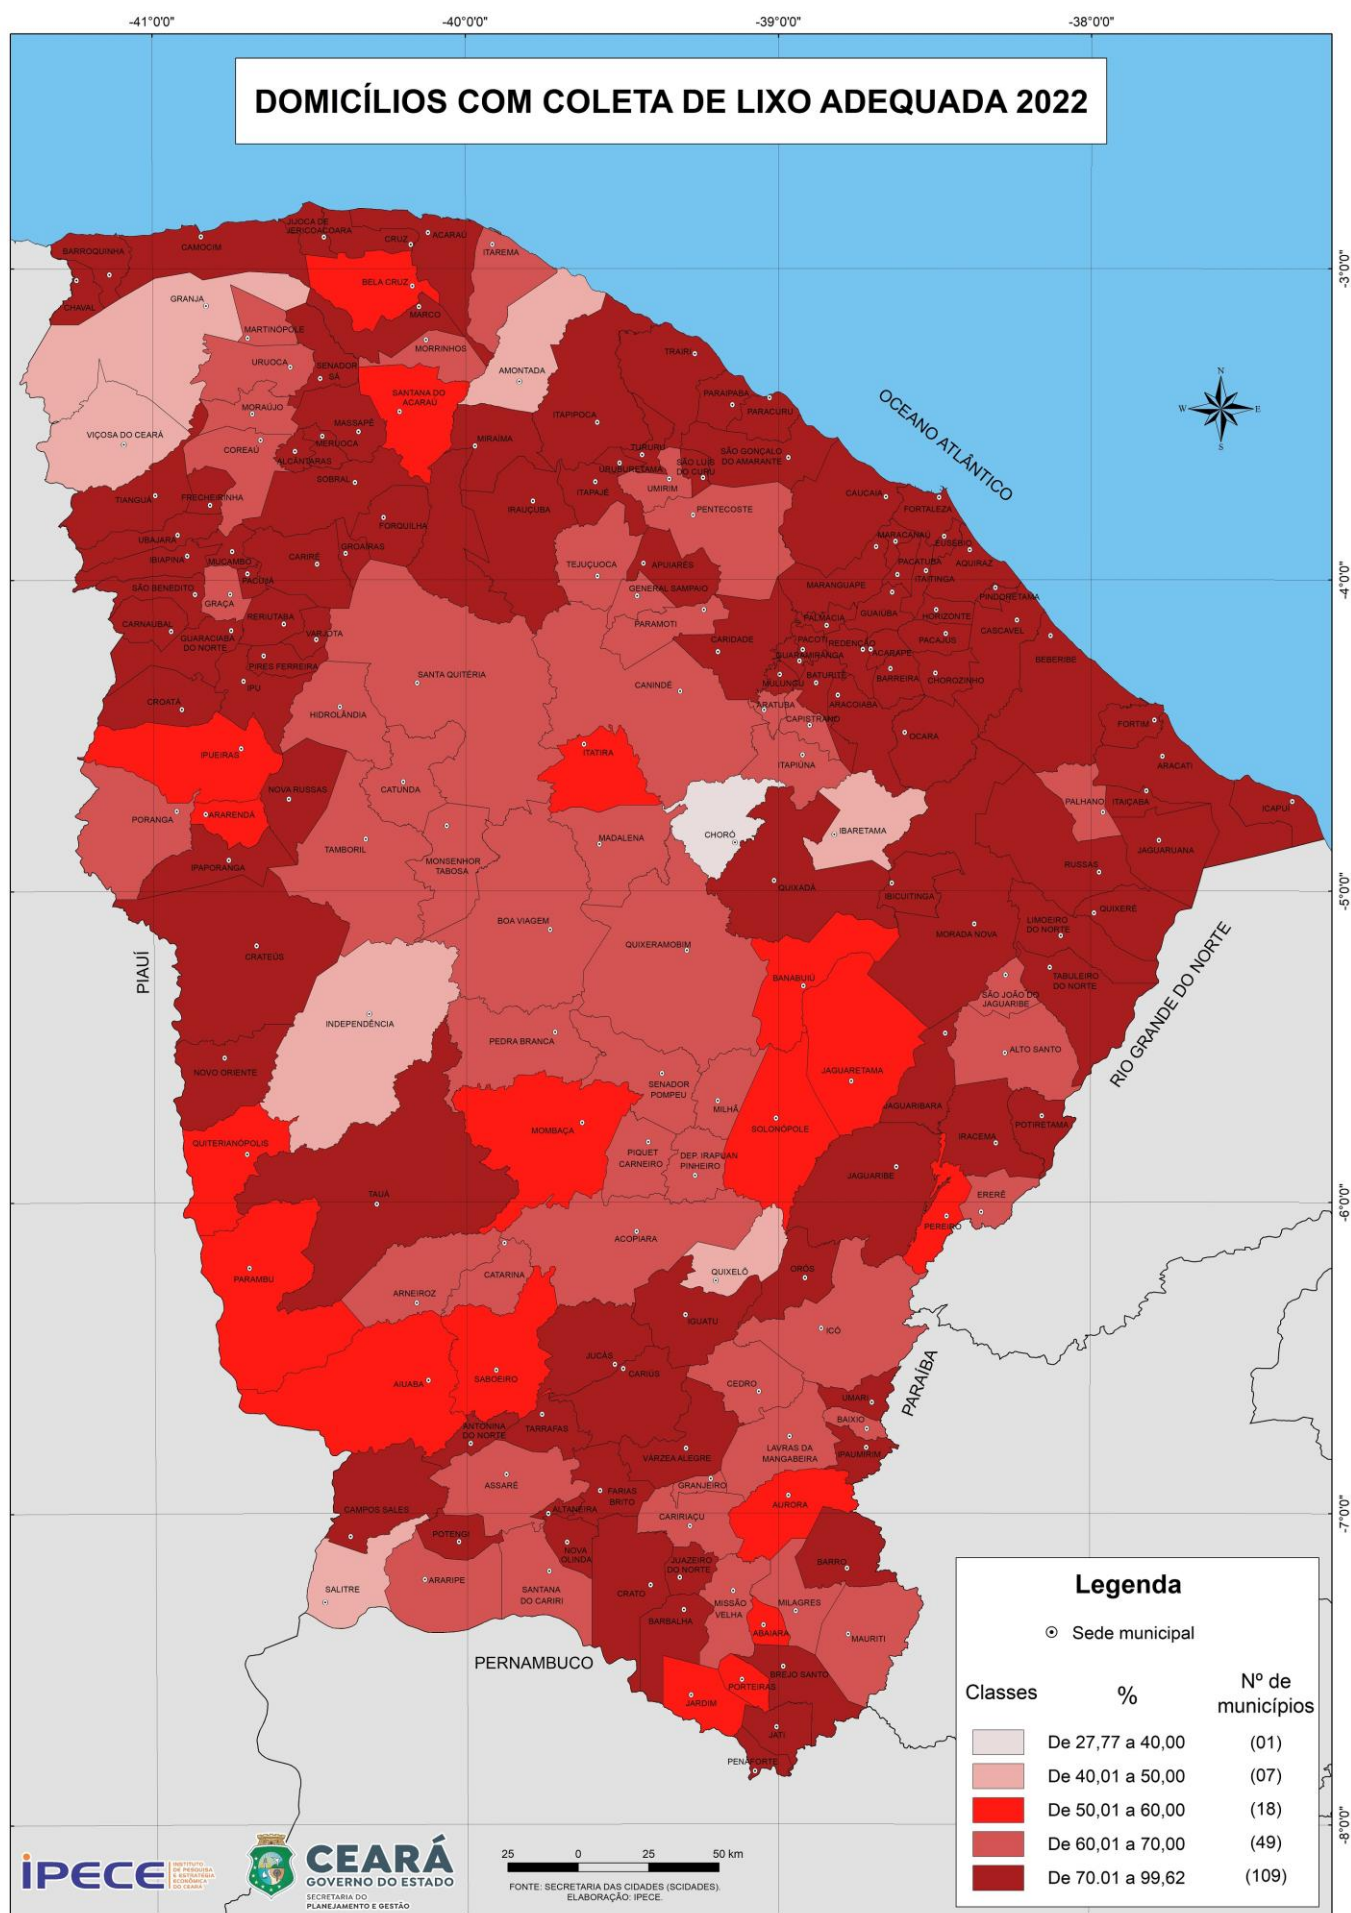 -41°0'0"
-40°0'0"
-39°0'0"
-38°0'0"
DOMICÍLIOS COM COLETA DE LIXO ADEQUADA 2022
JIJOCA DE
JERICOACOARA
CRUZ
ACARAÚ
BARROQUINHA
CAMOCIM
ITAREMA
-3°0'0"
CHAVAL
GRANJA
BELA CRUZ
MARCO
MARTINÓPOLE
MORRINHOS
TRAIRI
URUOCA
SENADOR
SÁ
AMONTADA
SANTANA DO
ACARAÚ
PARAIPABA
PARACURU
MORAÚJO
MASSAPÊ
ITAPIPOCA
OCEANO ATLÂNTICO
N
W
E
S
VIÇOSA DO CEARÁ
COREAÚ
MERUOCA
ALCÂNTARAS
MIRAÍMA
TURURU
URUBURETAMA
SÃO LUIS
DO CURU
SÃO GONÇALO
DO AMARANTE
TIANGUÁ
FRECHEIRINHA
SOBRAL
ITAPAJÉ
UMIRIM
CAUCAIA
FORTALEZA
IRAUÇUBA
PENTECOSTE
FORQUILHA
UBAJARA
IBIAPINA
MUCAMBO
CARIRÉ
GROAÍRAS
MARACANAÚ
EUSÉBIO
PACATUBA
AQUIRAZ
ITAITINGA
TEJUÇUOCA
APUIARÉS
-4°0'0"
SÃO BENEDITO
PACUJÁ
GRAÇA
GENERAL SAMPAIO
MARANGUAPE
PINDORETAMA
RERIUTABA
CARNAUBAL
GUARACIABA
DO NORTE
VARJOTA
PARAMOTI
CARIDADE
PALMÁCIA
GUAIÚBA
HORIZONTE
CASCAVEL
PACOTI
REDENÇÃO
PACAJUS
ACARAPE
GUARAMIRANGA
BEBERIBE
PIRES FERREIRA
IPU
SANTA QUITÉRIA
CANINDÉ
MULUNGU
BATURITÉ
BARREIRA
CHOROZINHO
CROATÁ
HIDROLÂNDIA
ARATUBA
ARACOIABA
CAPISTRANO
FORTIM
IPUEIRAS
ITATIRA
OCARA
ITAPIÚNA
ARACATI
CATUNDA
NOVA RUSSAS
PORANGA
ARARENDÁ
PALHANO
ITAIÇABA
ICAPUÍ
TAMBORIL
MONSENHOR
TABOSA
MADALENA
CHORÓ
IBARETAMA
JAGUARUANA
IPAPORANGA
RUSSAS
QUIXADÁ
IBICUITINGA
-5°0'0"
QUIXERÉ
BOA VIAGEM
QUIXERAMOBIM
LIMOEIRO
DO NORTE
MORADA NOVA
PIAUÍ
CRATEÚS
BANABUIÚ
TABULEIRO
DO NORTE
SÃO JOÃO DO
JAGUARIBE
RIO GRANDE DO NORTE
INDEPENDÊNCIA
PEDRA BRANCA
ALTO SANTO
NOVO ORIENTE
SENADOR
POMPEU
JAGUARETAMA
MILHÃ
JAGUARIBARA
POTIRETAMA
MOMBAÇA
SOLONÓPOLE
IRACEMA
QUITERIANÓPOLIS
PIQUET
CARNEIRO
DEP. IRAPUAN
PINHEIRO
JAGUARIBE
TAUÁ
ERERÊ
-6°0'0"
PEREIRO
ACOPIARA
PARAMBU
CATARINA
QUIXELÔ
ORÓS
ARNEIROZ
IGUATU
ICÓ
JUCÁS
CARIÚS
PARAÍBA
AIUABA
SABOEIRO
CEDRO
UMARI
BAIXIO
ANTONINA
DO NORTE
TARRAFAS
LAVRAS DA
MANGABEIRA
IPAUMIRIM
VÁRZEA ALEGRE
ASSARÉ
GRANJEIRO
FARIAS
BRITO
AURORA
CAMPOS SALES
ALTANEIRA
CARIRIAÇU
-7°0'0"
POTENGI
NOVA
OLINDA
JUAZEIRO
DO NORTE
BARRO
SALITRE
ARARIPE
SANTANA
DO CARIRI
CRATO
MISSÃO
VELHA
MILAGRES
BARBALHA
ABAIARA
MAURITI
PERNAMBUCO
BREJO SANTO
PORTEIRAS
JARDIM
JATI
PENAFORTE
Legenda
Sede municipal
Classes
%
Nº de
municípios
De 27,77 a 40,00
(01)
De 40,01 a 50,00
(07)
De 50,01 a 60,00
(18)
De 60,01 a 70,00
(49)
De 70.01 a 99,62
(109)
-8°0'0"
iPECE
INSTITUTO
DE PESQUISA
E ESTRATÉGIA
ECONÔMICA
DO CEARÁ
CEARÁ
GOVERNO DO ESTADO
SECRETARIA DO
PLANEJAMENTO E GESTÃO
25
0
25
50 km
FONTE: SECRETARIA DAS CIDADES (SCIDADES).
ELABORAÇÃO: IPECE.